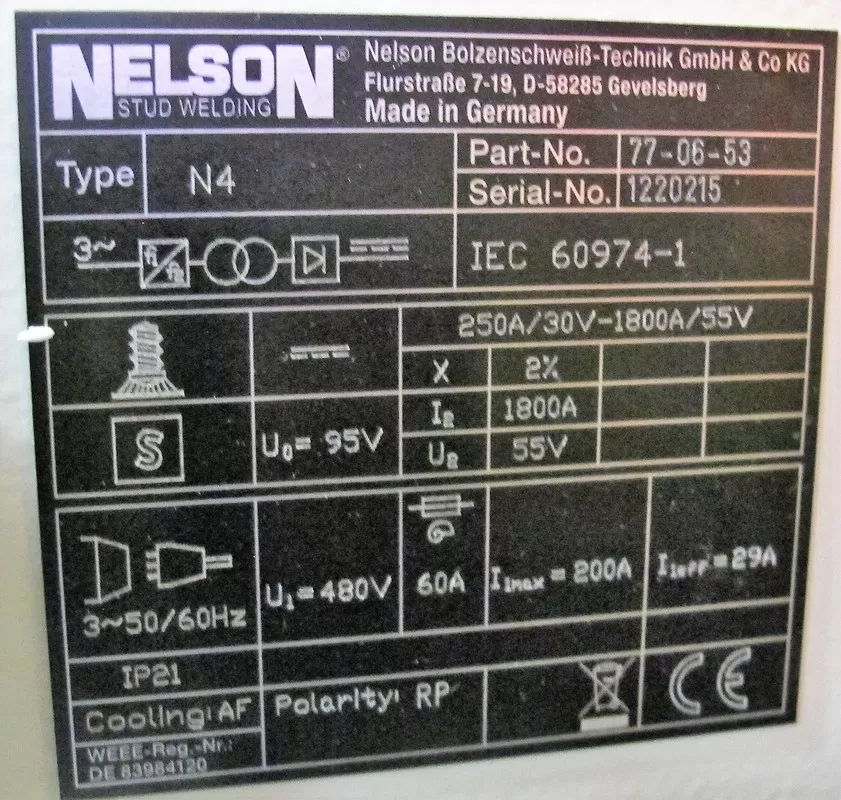 NELSON®
STUD WELDING
Nelson Bolzenschweiß-Technik GmbH & Co KG
Flurstraße 7-19, D-58285 Gevelsberg
Made in Germany
Type N4
Part-No. 77-06-53
Serial-No. 1220215
3~ f1 f2
IEC 60974-1
250A/30V-1800A/55V
X 2%
I2 1800A
S U0= 95V
U2 55V
3~50/60Hz
U1=480V
60A
I1max=200A
I1eff=29A
IP21
Cooling: AF
Polarity: RP
CE
WEEE-Reg.-Nr.:
DE 83984120